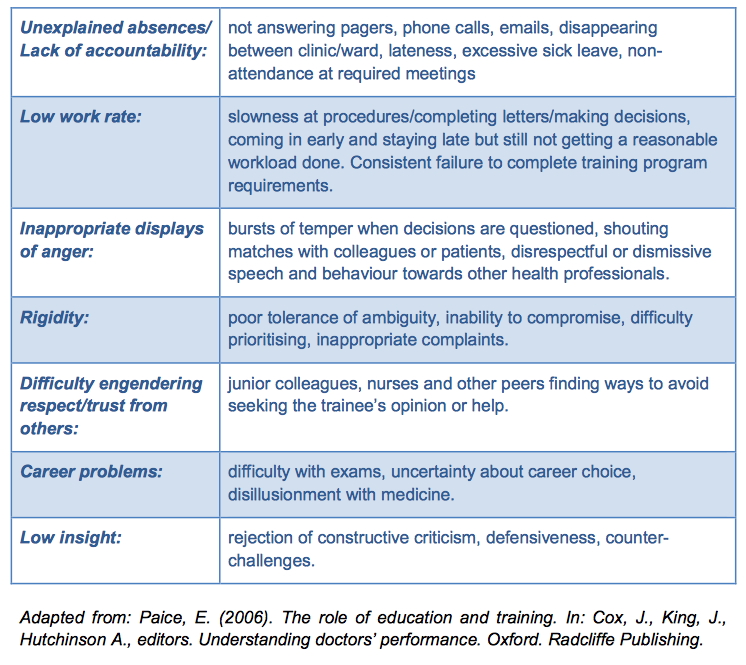 Unexplained absences/
Lack of accountability:
not answering pagers, phone calls, emails, disappearing
between clinic/ward, lateness, excessive sick leave, non-
attendance at required meetings
Low work rate:
slowness at procedures/completing letters/making decisions,
coming in early and staying late but still not getting a reasonable
workload done. Consistent failure to complete training program
requirements.
Inappropriate displays
of anger:
bursts of temper when decisions are questioned, shouting
matches with colleagues or patients, disrespectful or dismissive
speech and behaviour towards other health professionals.
Rigidity:
poor tolerance of ambiguity, inability to compromise, difficulty
prioritising, inappropriate complaints.
Difficulty engendering
respect/trust from
others:
junior colleagues, nurses and other peers finding ways to avoid
seeking the trainee's opinion or help.
Career problems:
difficulty with exams, uncertainty about career choice,
disillusionment with medicine.
Low insight:
rejection of constructive criticism, defensiveness, counter-
challenges.
Adapted from: Paice, E. (2006). The role of education and training. In: Cox, J., King, J.,
Hutchinson A., editors. Understanding doctors' performance. Oxford. Radcliffe Publishing.